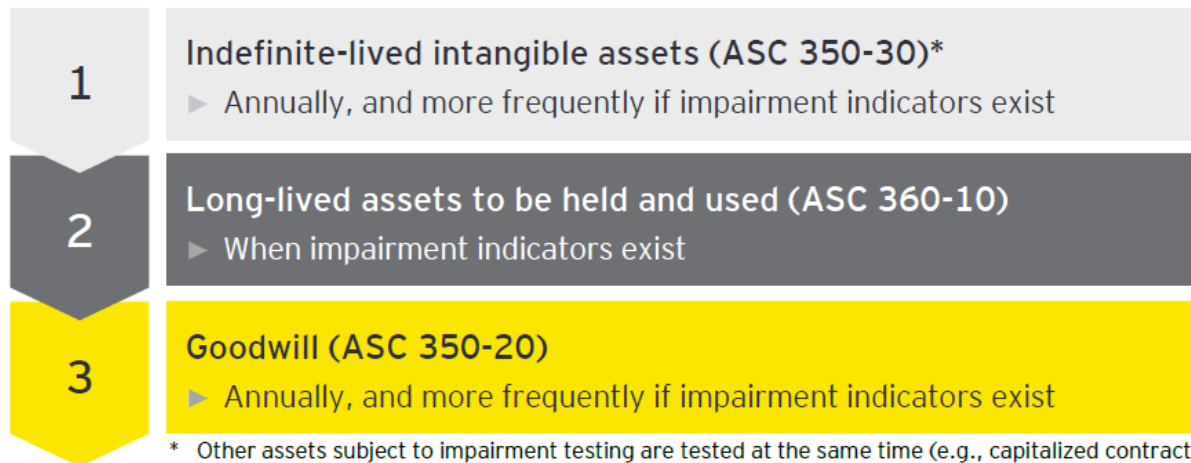 1
Indefinite-lived intangible assets (ASC 350-30)*
► Annually, and more frequently if impairment indicators exist
2
Long-lived assets to be held and used (ASC 360-10)
► When impairment indicators exist
3
Goodwill (ASC 350-20)
► Annually, and more frequently if impairment indicators exist
* Other assets subject to impairment testing are tested at the same time (e.g., capitalized contract